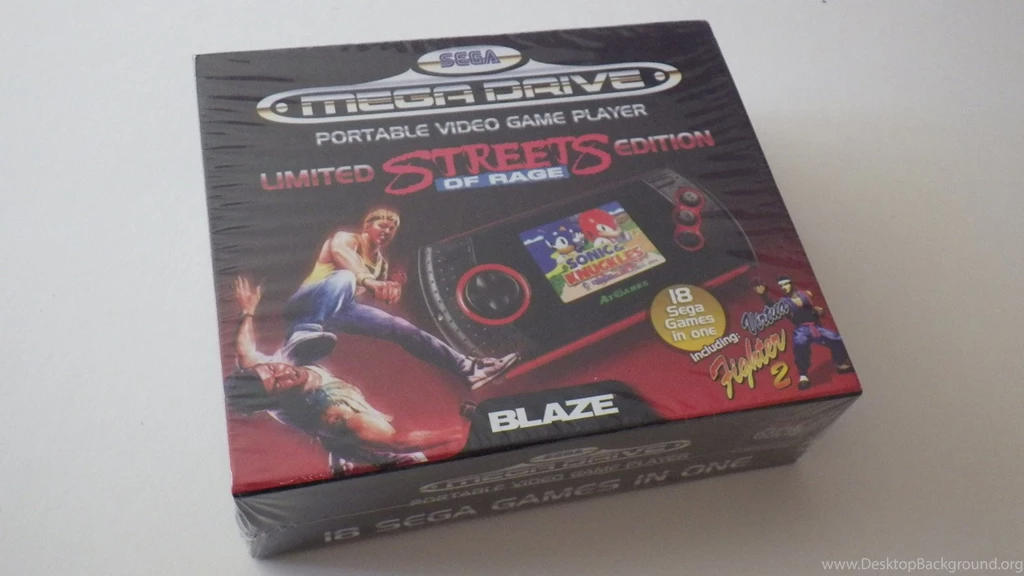 SEGA
MEGA DRIVE
PORTABLE VIDEO GAME PLAYER
LIMITED STREETS EDITION
OF RAGE
SONIC &
KNUCKLES
ATGAMES
18
Sega
Games
in one
including:
Virtua
Fighter
2
BLAZE
SEGA
MEGA DRIVE
PORTABLE VIDEO GAME PLAYER
18 SEGA GAMES IN ONE
www.DesktopBackground.org